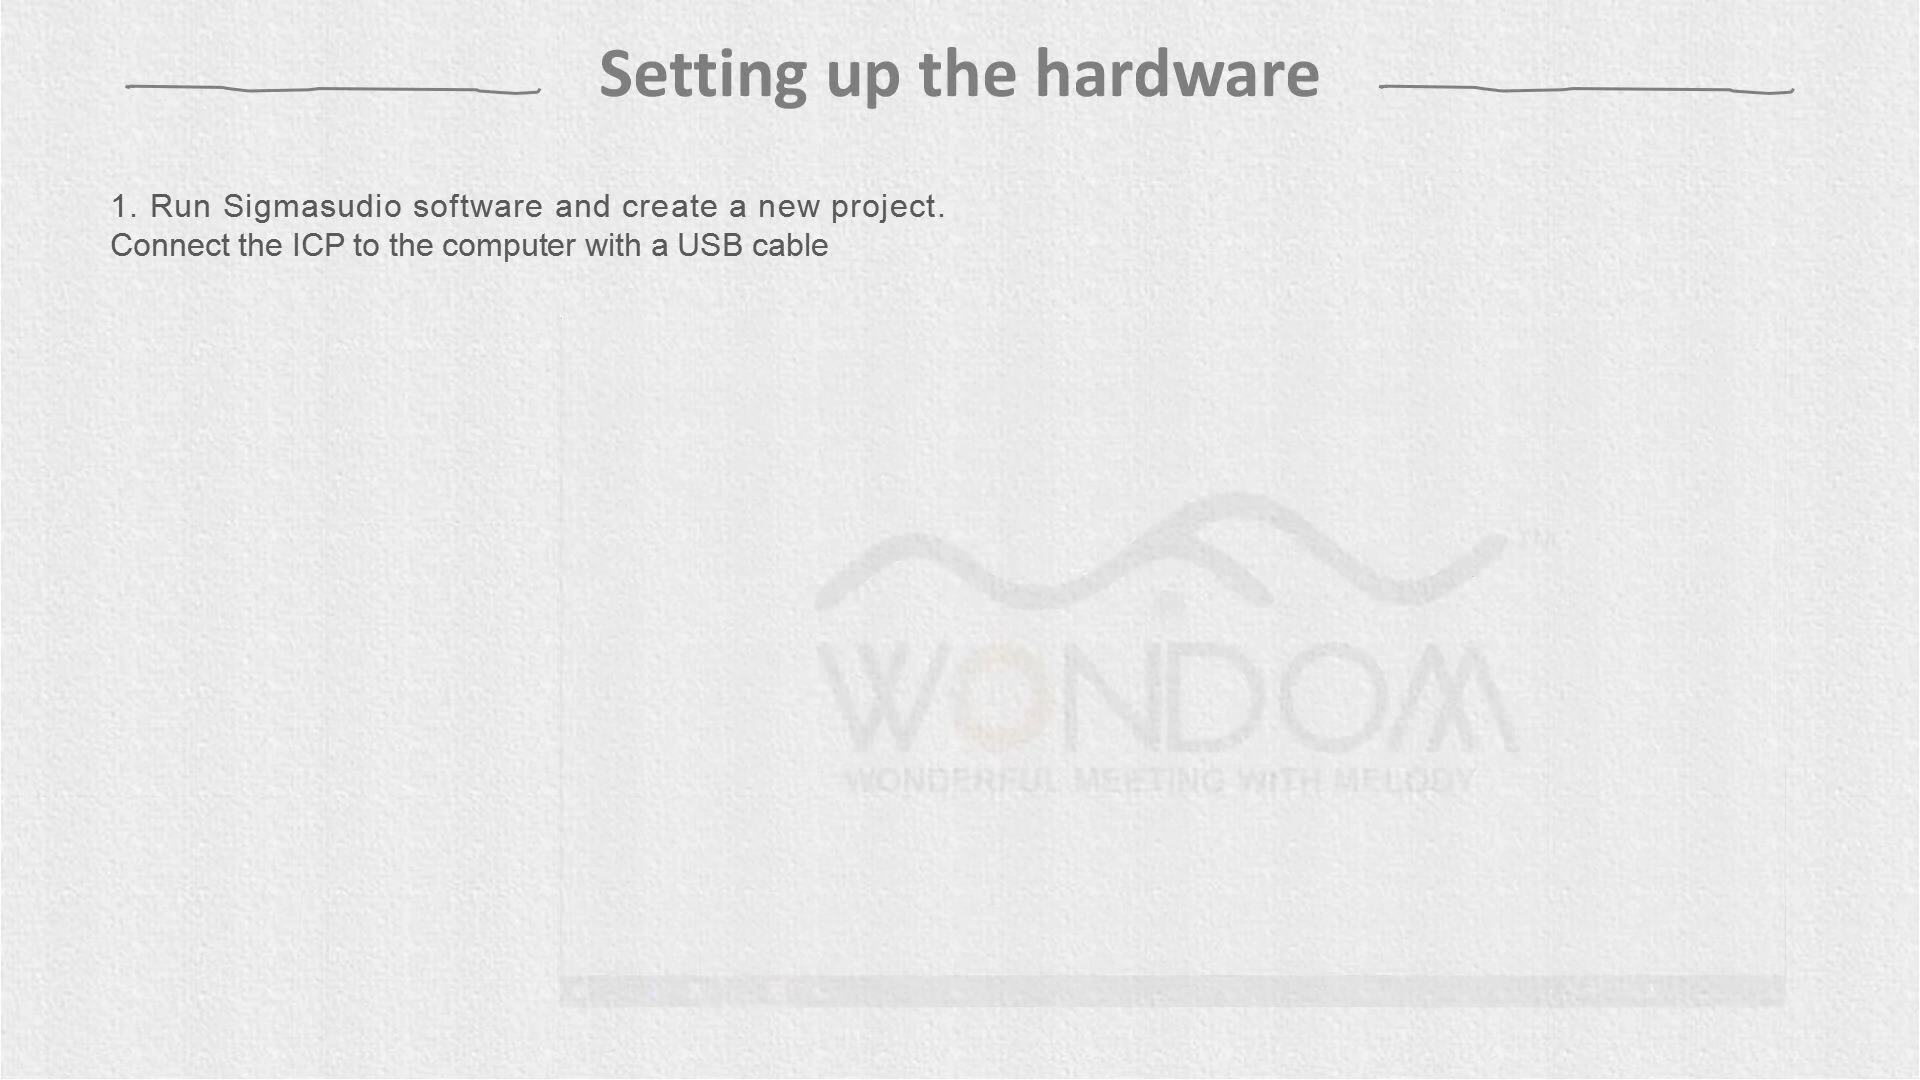 Setting up the hardware
1. Run Sigmasudio software and create a new project.
Connect the ICP to the computer with a USB cable
TM
WONDOM
WONDERFUL MEETING WITH MELODY